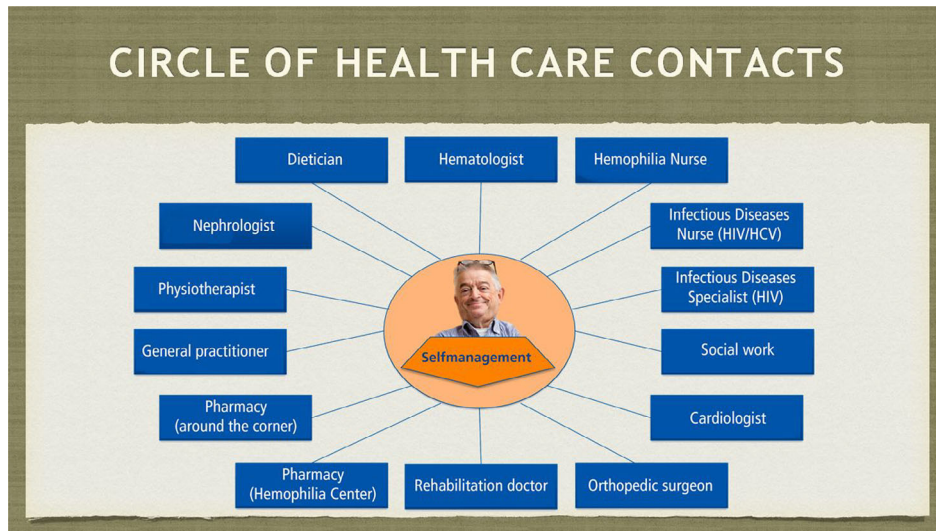 CIRCLE OF HEALTH CARE CONTACTS
Dietician
Hematologist
Hemophilia Nurse
Nephrologist
Infectious Diseases
Nurse (HIV/HCV)
Physiotherapist
Infectious Diseases
Specialist (HIV)
General practitioner
Selfmanagement
Social work
Pharmacy
(around the corner)
Cardiologist
Pharmacy
(Hemophilia Center)
Rehabilitation doctor
Orthopedic surgeon